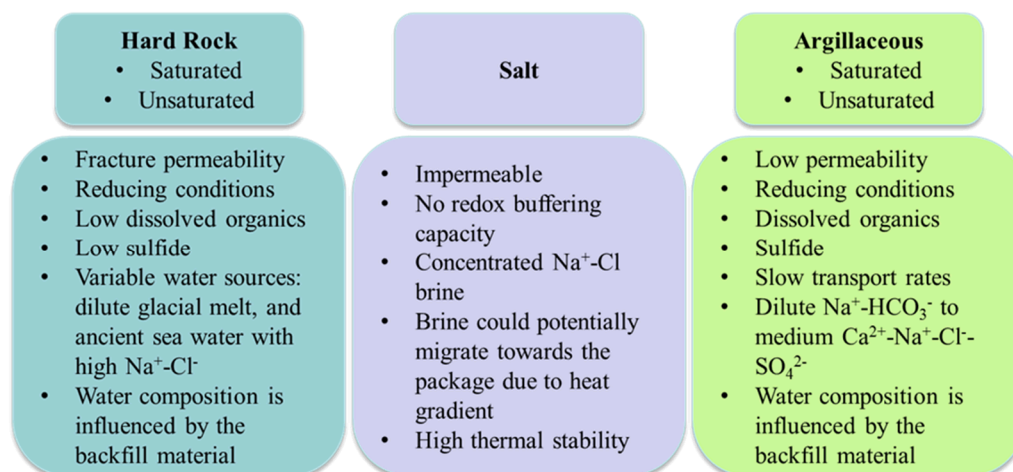 Hard Rock
• Saturated
• Unsaturated
• Fracture permeability
• Reducing conditions
• Low dissolved organics
• Low sulfide
• Variable water sources:
dilute glacial melt, and
ancient sea water with
high Na⁺-Cl⁻
• Water composition is
influenced by the
backfill material
Salt
• Impermeable
• No redox buffering
capacity
• Concentrated Na⁺-Cl
brine
• Brine could potentially
migrate towards the
package due to heat
gradient
• High thermal stability
Argillaceous
• Saturated
• Unsaturated
• Low permeability
• Reducing conditions
• Dissolved organics
• Sulfide
• Slow transport rates
• Dilute Na⁺-HCO₃⁻ to
medium Ca²⁺-Na⁺-Cl⁻-
SO₄²⁻
• Water composition is
influenced by the
backfill material